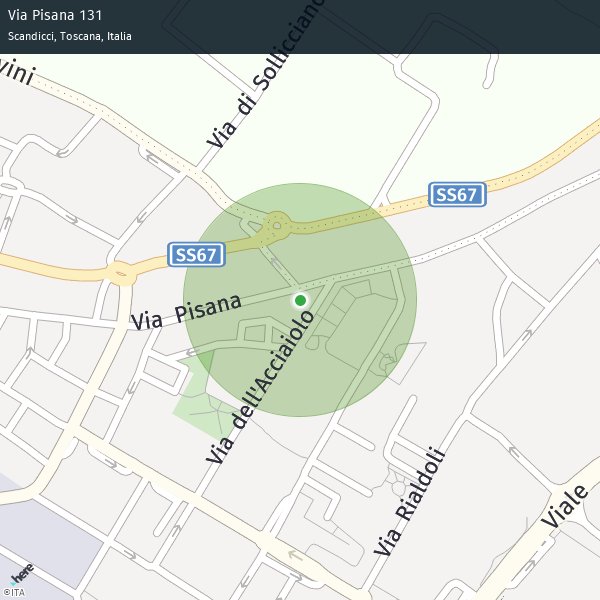 Via Pisana 131
Scandicci, Toscana, Italia
vini
Via di Sollicciano
SS67
SS67
Via Pisana
Via dell'Acciaiolo
Via Rialdoli
Viale
here
©ITA